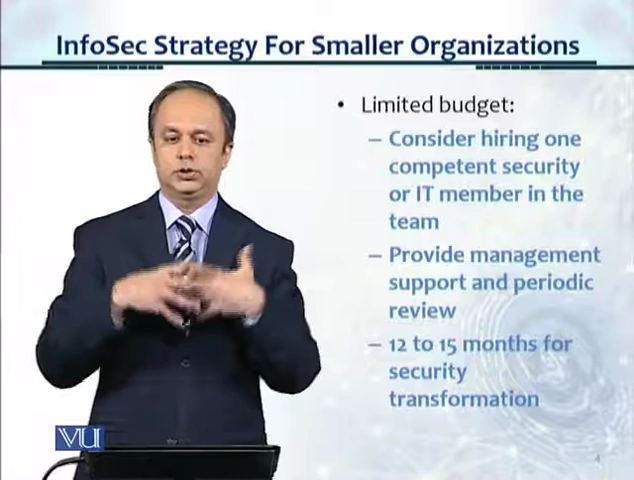 InfoSec Strategy For Smaller Organizations
• Limited budget:
– Consider hiring one
competent security
or IT member in the
team
– Provide management
support and periodic
review
– 12 to 15 months for
security
transformation
VU
4